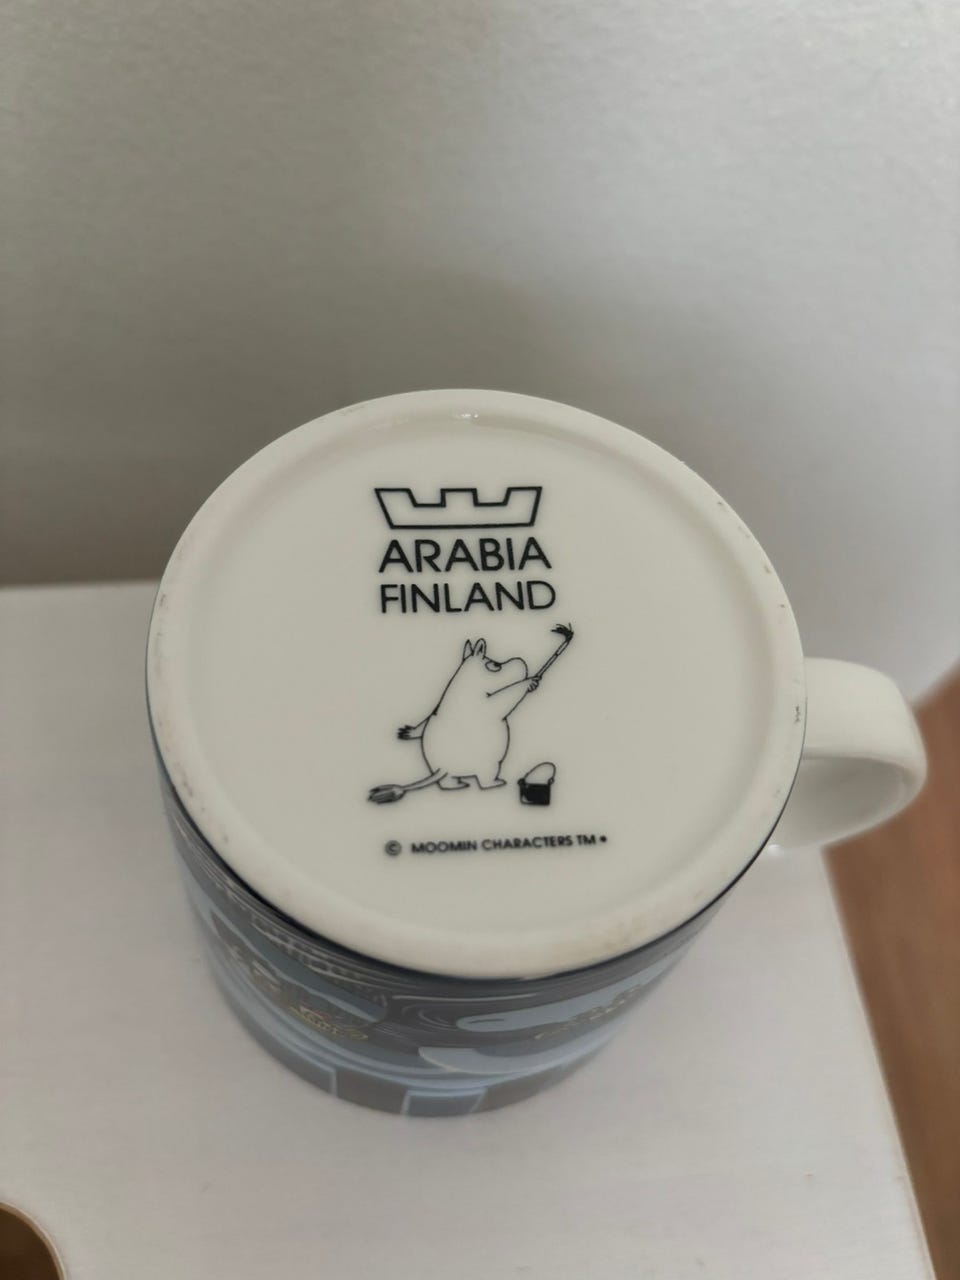 ARABIA
FINLAND
© MOOMIN CHARACTERS TM •